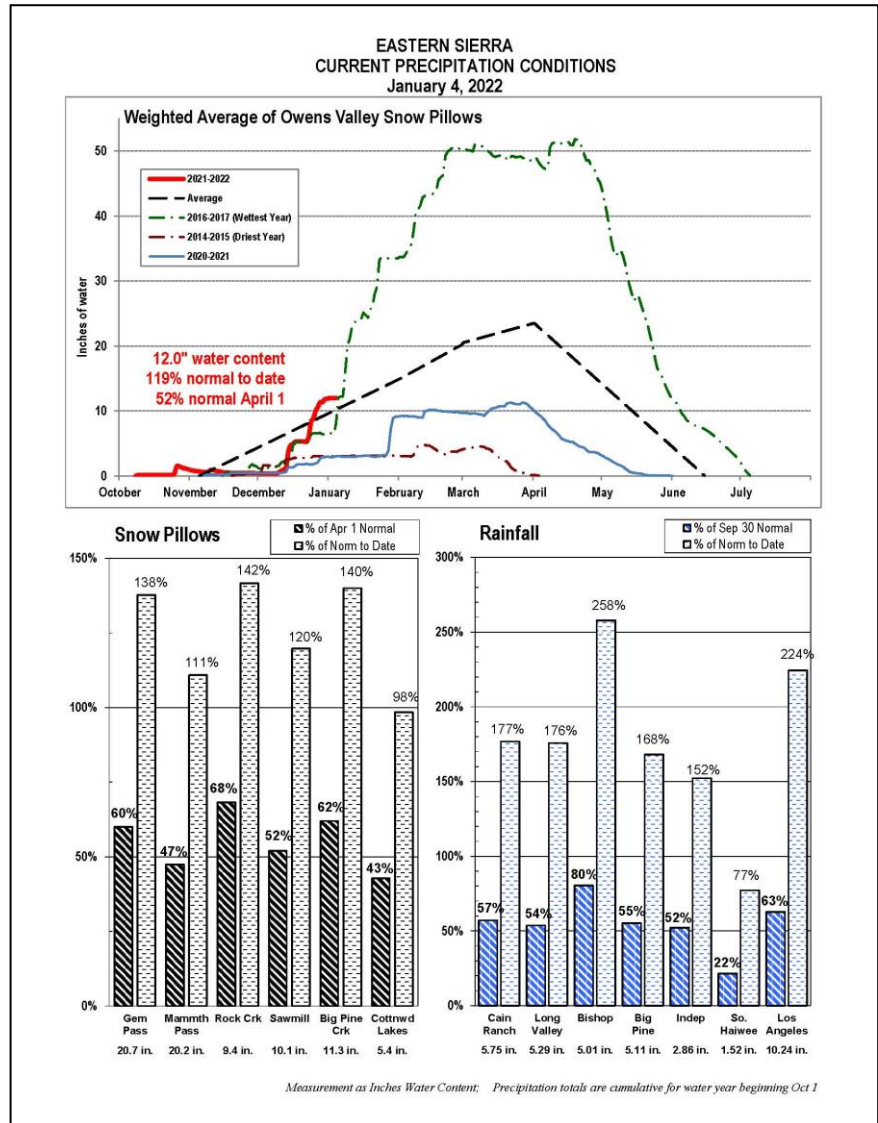 EASTERN SIERRA
CURRENT PRECIPITATION CONDITIONS
January 4, 2022
Weighted Average of Owens Valley Snow Pillows
50
40
30
20
10
0
Inches of water
2021-2022
Average
2016-2017 (Wettest Year)
2014-2015 (Driest Year)
2020-2021
12.0" water content
119% normal to date
52% normal April 1
October November December January February March April May June July
Snow Pillows
% of Apr 1 Normal
% of Norm to Date
150%
100%
50%
0%
60% 138% 47% 111% 68% 142% 52% 120% 62% 140% 43% 98%
Gem Mammth Rock Crk Sawmill Big Pine Cottnwd
Pass Pass Crk Lakes
20.7 in. 20.2 in. 9.4 in. 10.1 in. 11.3 in. 5.4 in.
Rainfall
% of Sep 30 Normal
% of Norm to Date
300%
250%
200%
150%
100%
50%
0%
57% 177% 54% 176% 80% 258% 55% 168% 52% 152% 22% 77% 63% 224%
Cain Long Bishop Big Indep So. Los
Ranch Valley Pine Haiwee Angeles
5.75 in. 5.29 in. 5.01 in. 5.11 in. 2.86 in. 1.52 in. 10.24 in.
Measurement as Inches Water Content; Precipitation totals are cumulative for water year beginning Oct 1